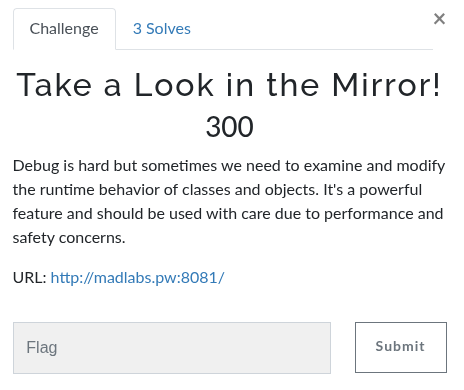 Challenge
3 Solves
×
Take a Look in the Mirror!
300
Debug is hard but sometimes we need to examine and modify
the runtime behavior of classes and objects. It's a powerful
feature and should be used with care due to performance and
safety concerns.
URL: http://madlabs.pw:8081/
Flag
Submit